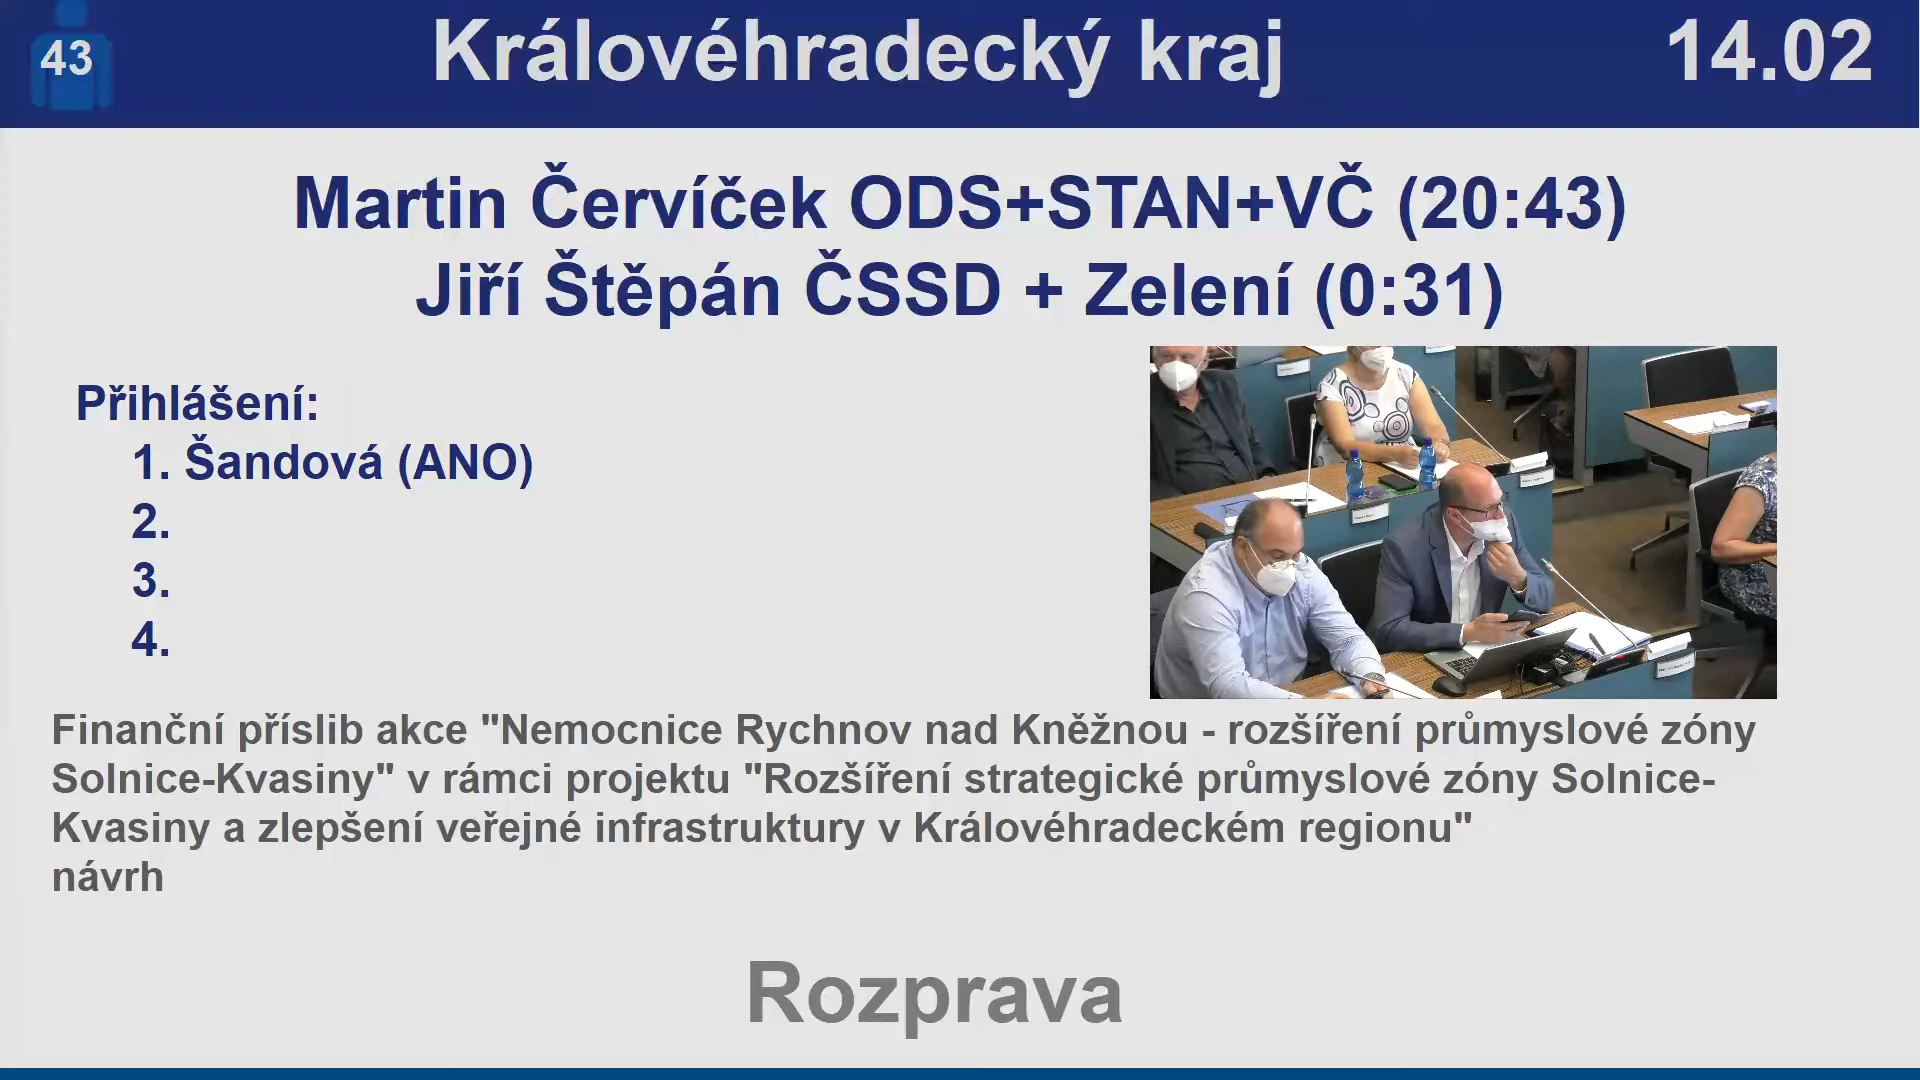 43
Královéhradecký kraj
14.02
Martin Červíček ODS+STAN+VČ (20:43)
Jiří Štěpán ČSSD + Zelení (0:31)
Přihlášení:
1. Šandová (ANO)
2.
3.
4.
Finanční příslib akce "Nemocnice Rychnov nad Kněžnou - rozšíření průmyslové zóny
Solnice-Kvasiny" v rámci projektu "Rozšíření strategické průmyslové zóny Solnice-
Kvasiny a zlepšení veřejné infrastruktury v Královéhradeckém regionu"
návrh
Rozprava